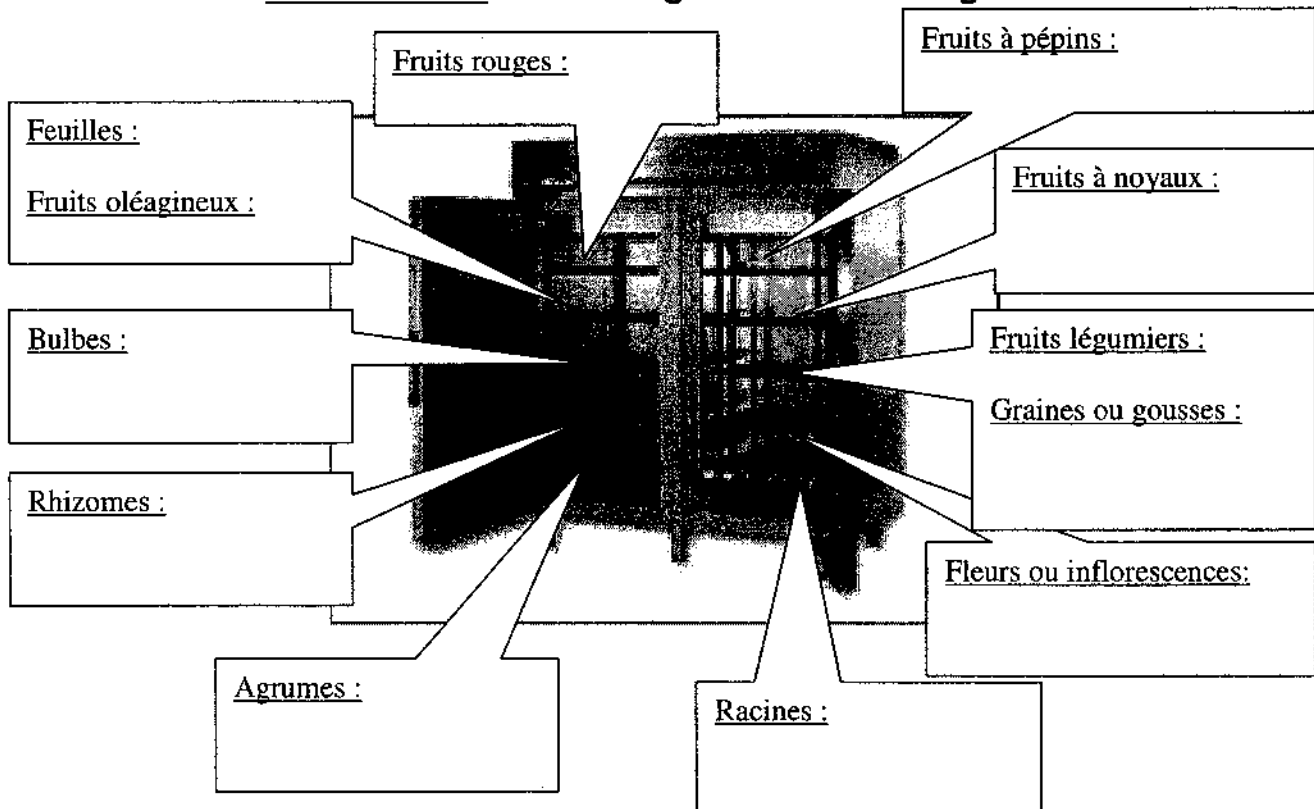 Fruits rouges :
Fruits à pépins :
Feuilles :
Fruits oléagineux :
Fruits à noyaux :
Bulbes :
Fruits légumiers :
Graines ou gousses :
Rhizomes :
Fleurs ou inflorescences:
Agrumes :
Racines :